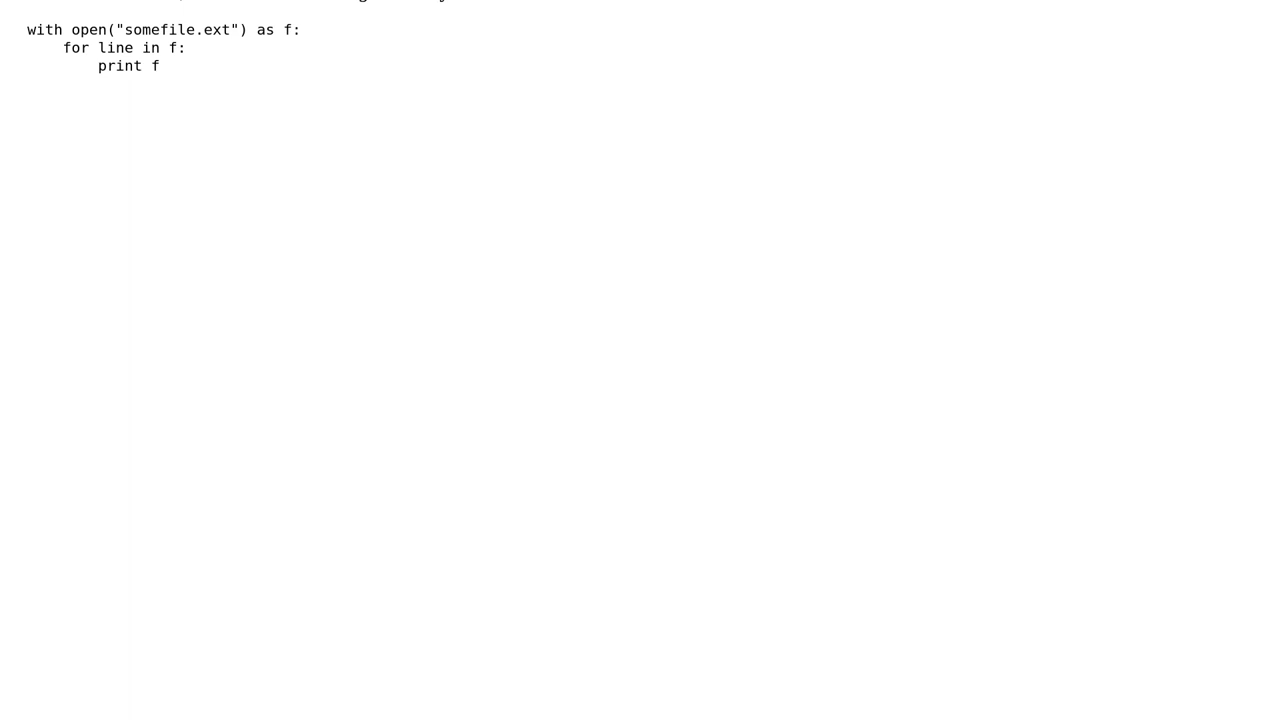 with open("somefile.ext") as f:
    for line in f:
        print f